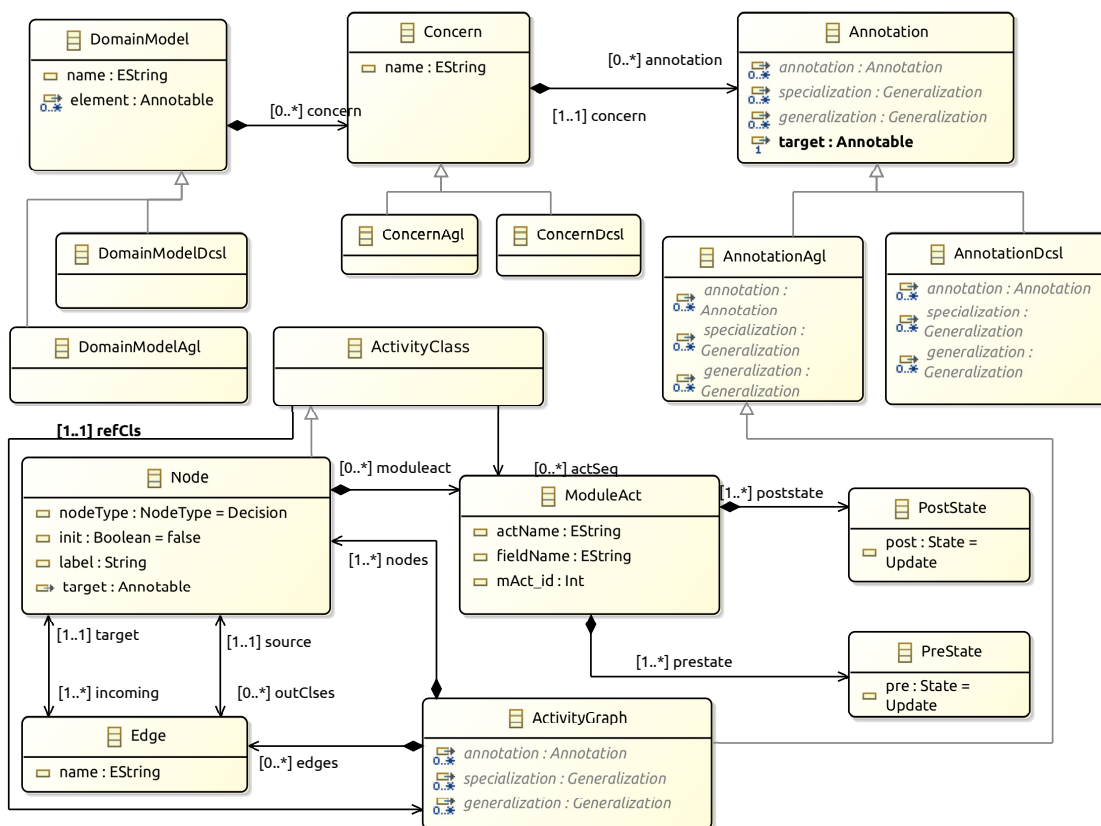 DomainModel
name : EString
element : Annotable
0..*
[0..*] concern
Concern
name : EString
[0..*] annotation
[1..1] concern
Annotation
annotation : Annotation
0..*
specialization : Generalization
0..*
generalization : Generalization
0..*
target : Annotable
1
DomainModelDcsl
DomainModelAgl
ConcernAgl
ConcernDcsl
AnnotationAgl
annotation :
Annotation
0..*
specialization :
Generalization
0..*
generalization :
Generalization
0..*
AnnotationDcsl
annotation : Annotation
0..*
specialization :
Generalization
0..*
generalization :
Generalization
0..*
ActivityClass
[1..1] refCls
Node
nodeType : NodeType = Decision
init : Boolean = false
label : String
target : Annotable
[0..*] moduleact
[0..*] actSeq
ModuleAct
actName : EString
fieldName : EString
mAct_id : Int
[1..*] poststate
PostState
post : State =
Update
[1..*] nodes
[1..1] target
[1..1] source
[1..*] incoming
[0..*] outClses
[1..*] prestate
PreState
pre : State =
Update
Edge
name : EString
[0..*] edges
ActivityGraph
annotation : Annotation
0..*
specialization : Generalization
0..*
generalization : Generalization
0..*